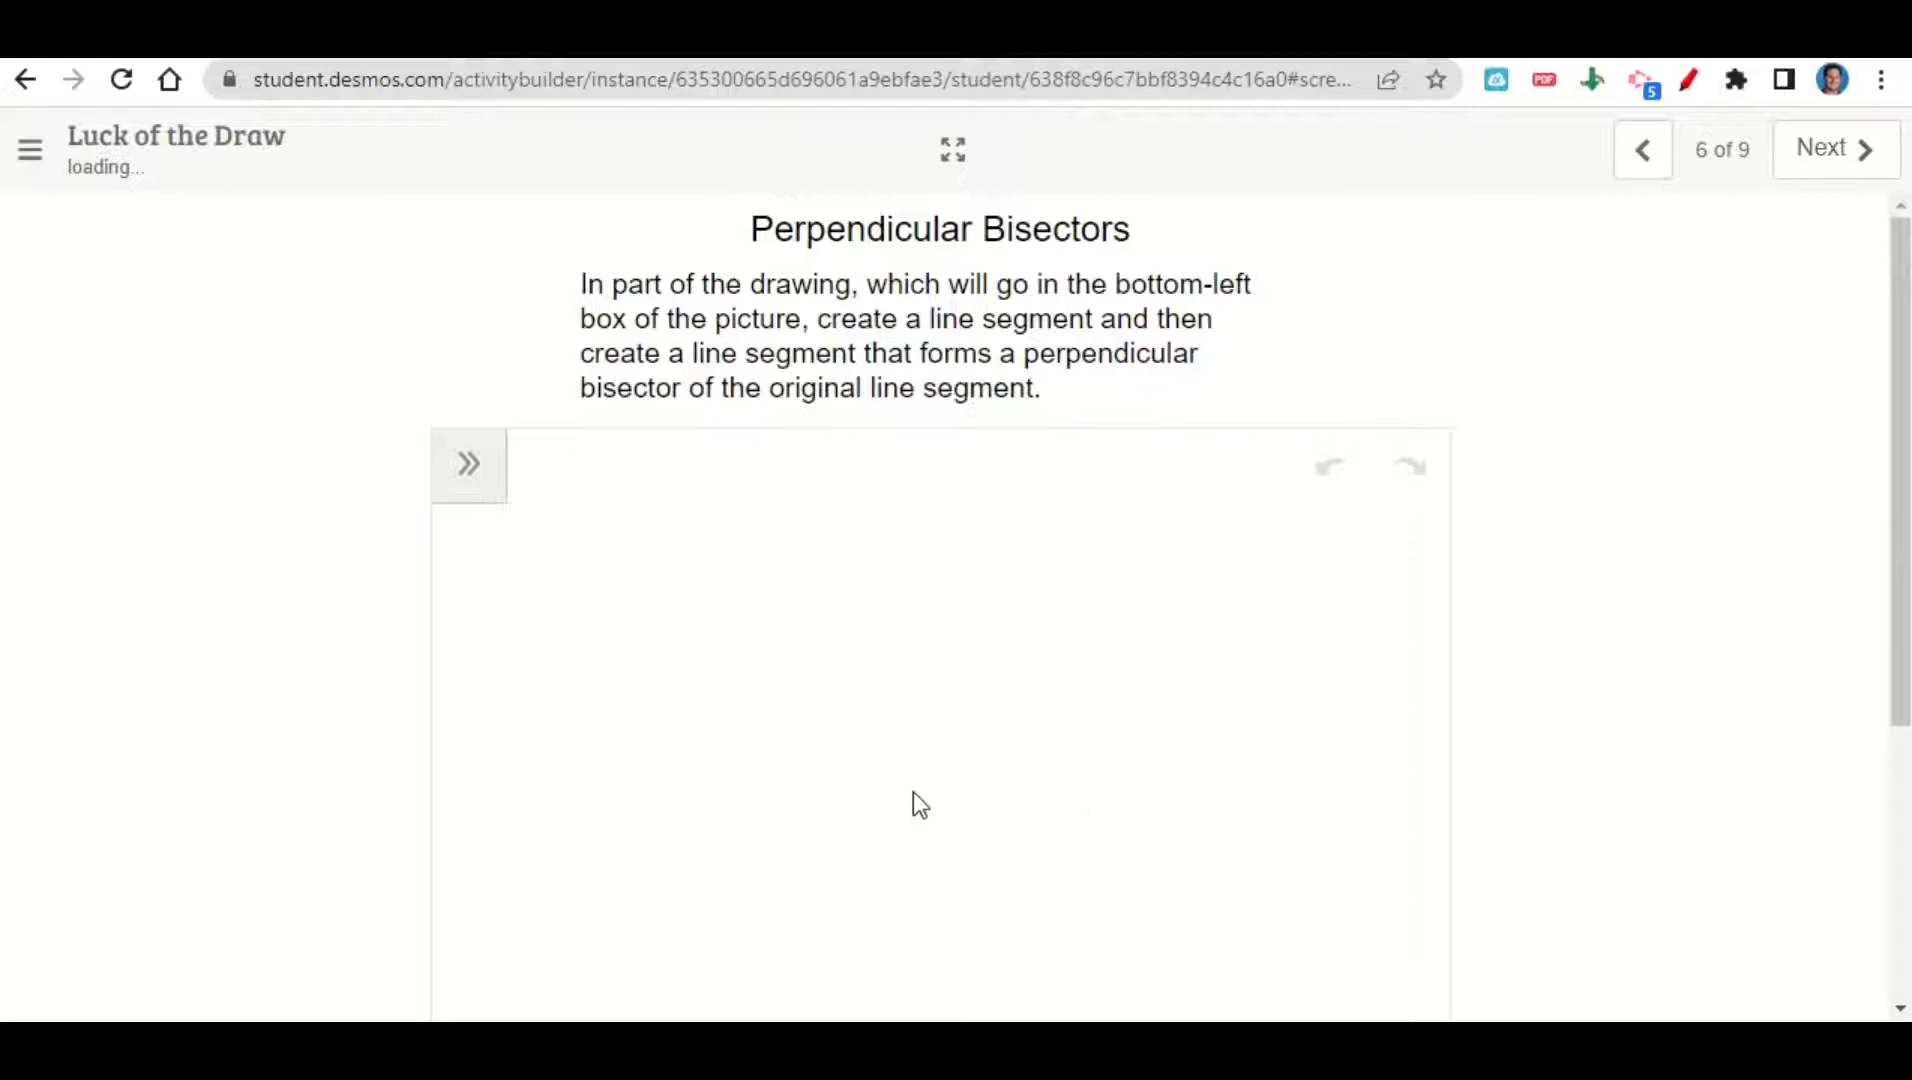 student.desmos.com/activitybuilder/instance/635300665d696061a9ebfae3/student/638f8c96c7bbf8394c4c16a0#scre...
PDF
5
Luck of the Draw
loading...
6 of 9
Next
Perpendicular Bisectors
In part of the drawing, which will go in the bottom-left
box of the picture, create a line segment and then
create a line segment that forms a perpendicular
bisector of the original line segment.